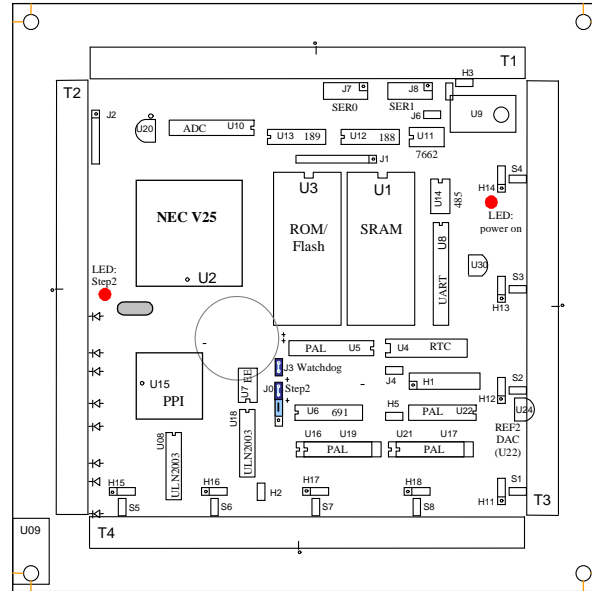 T1
T2
J7
J8
H3
SER0
SER1
J6
U9
J2
U20
ADC
U10
U13
189
U12
188
U11
7662
J1
S4
H14
U3
U1
U14
485
NEC V25
ROM/
Flash
SRAM
LED:
power on
U8
UART
U30
LED:
Step2
U2
S3
H13
PAL
U5
U4
RTC
J3
Watchdog
U15
PPI
EE
U7
J0
Step2
J4
H1
S2
H12
U18
U6
691
H5
PAL
U22
U24
U08
ULN2003
ULN2003
U16
U19
PAL
U21
U17
PAL
REF2
DAC
(U22)
H15
H16
H2
H17
H18
S1
H11
S5
S6
S7
S8
T3
U09
T4